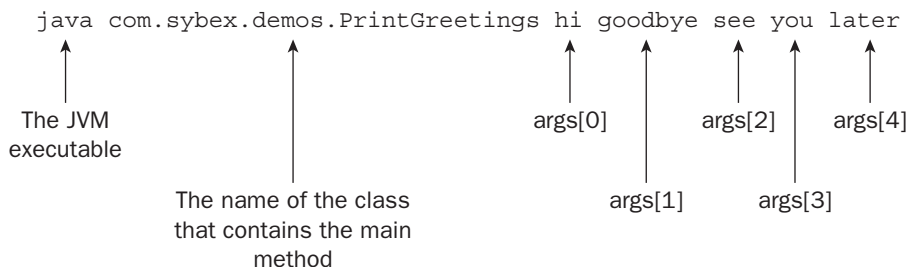 java com.sybex.demos.PrintGreetings hi goodbye see you later
The JVM
executable
args[0]
args[2]
args[4]
The name of the class
that contains the main
method
args[1]
args[3]